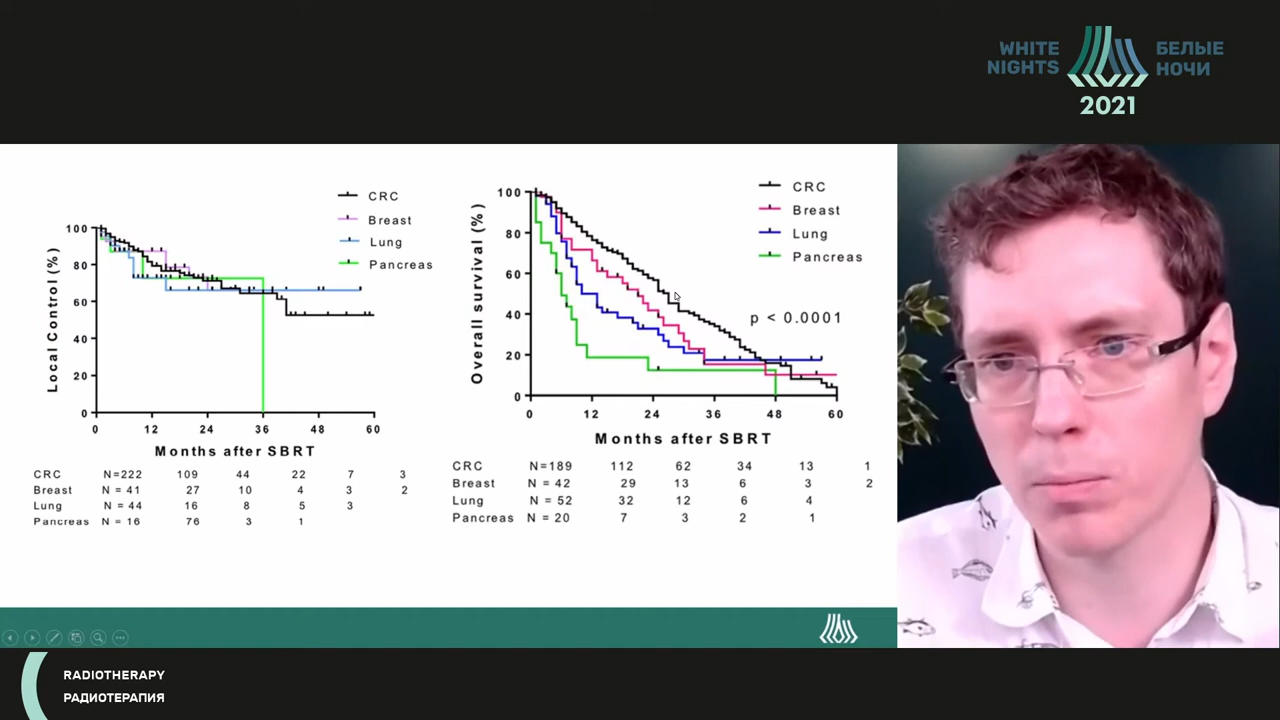 WHITE NIGHTS
БЕЛЫЕ НОЧИ
2021
CRC
Breast
Lung
Pancreas
Local Control (%)
100
80
60
40
20
0
0 12 24 36 48 60
Months after SBRT
CRC N=222 109 44 22 7 3
Breast N = 41 27 10 4 3 2
Lung N = 44 16 8 5 3
Pancreas N = 16 76 3 1
CRC
Breast
Lung
Pancreas
p < 0.0001
Overall survival (%)
100
80
60
40
20
0
0 12 24 36 48 60
Months after SBRT
CRC N=189 112 62 34 13 1
Breast N = 42 29 13 6 3 2
Lung N = 52 32 12 6 4
Pancreas N = 20 7 3 2 1
RADIOTHERAPY
РАДИОТЕРАПИЯ